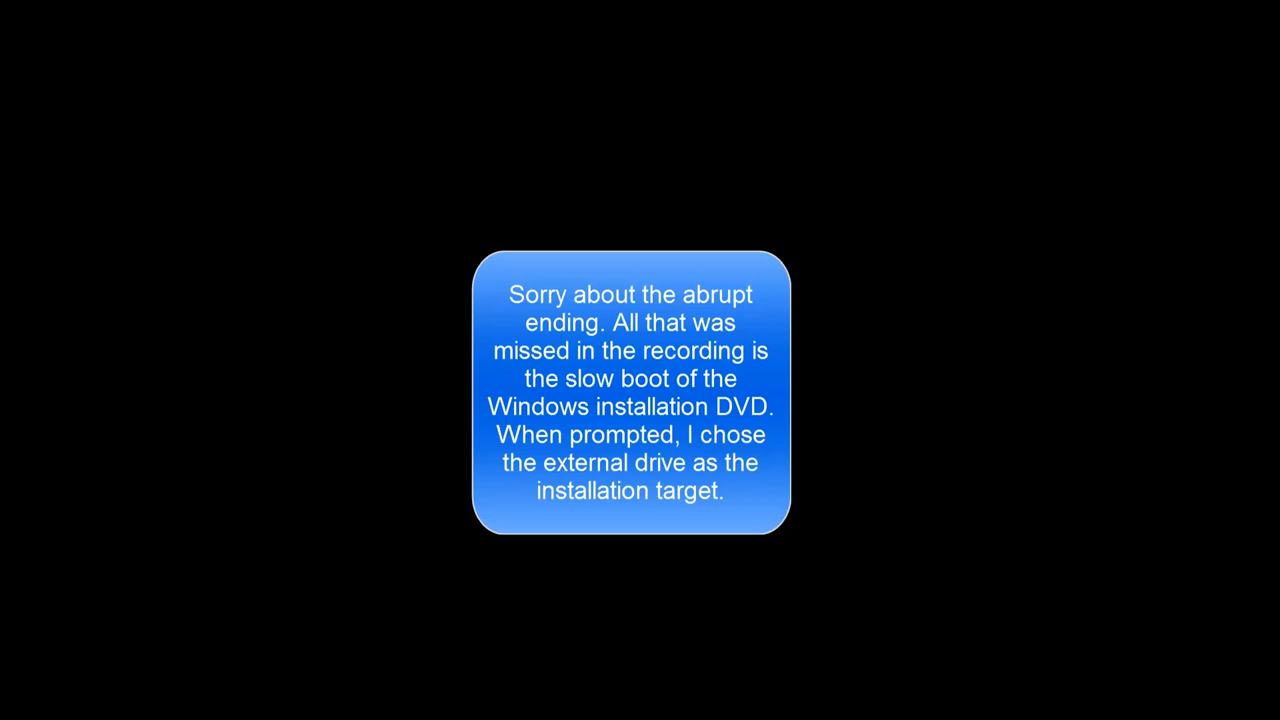 Sorry about the abrupt
ending. All that was
missed in the recording is
the slow boot of the
Windows installation DVD.
When prompted, I chose
the external drive as the
installation target.